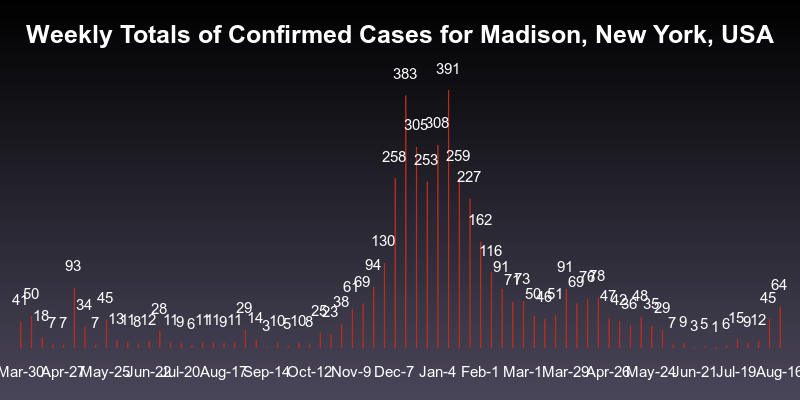 Weekly Totals of Confirmed Cases for Madison, New York, USA
41 50 18 7 7 93 34 7 45 13 11 8 12 28 11 9 6 11 11 9 11 29 14 3 10 5 10 8 25 23 38 61 69 94 130 258 383 305 253 308 391 259 227 162 116 91 71 73 50 46 51 91 69 76 78 47 42 36 48 35 29 7 9 3 5 1 6 15 9 12 45 64
Mar-30 Apr-27 May-25 Jun-22 Jul-20 Aug-17 Sep-14 Oct-12 Nov-9 Dec-7 Jan-4 Feb-1 Mar-1 Mar-29 Apr-26 May-24 Jun-21 Jul-19 Aug-16